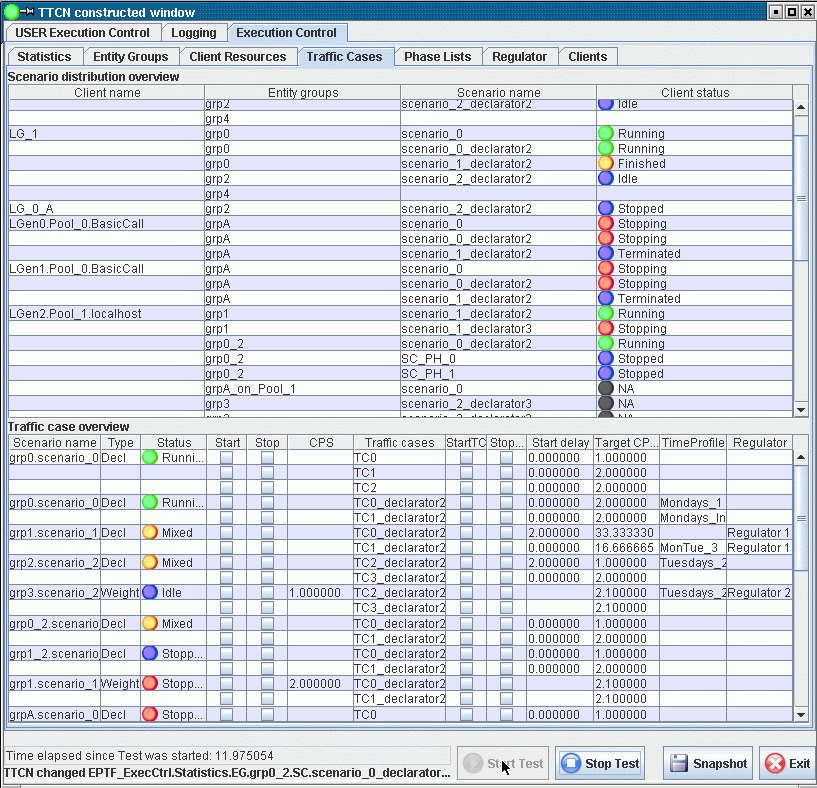 TTCN constructed window
USER Execution Control Logging Execution Control
Statistics Entity Groups Client Resources Traffic Cases Phase Lists Regulator Clients
Scenario distribution overview
Client name Entity groups Scenario name Client status
grp2 scenario_2_declarator2 Idle
grp4
LG_1 grp0 scenario_0 Running
grp0 scenario_0_declarator2 Running
grp0 scenario_1_declarator2 Finished
grp2 scenario_2_declarator2 Idle
grp4
LG_0_A grp2 scenario_2_declarator2 Stopped
LGen0.Pool_0.BasicCall grpA scenario_0 Stopping
grpA scenario_0_declarator2 Stopping
grpA scenario_1_declarator2 Terminated
LGen1.Pool_0.BasicCall grpA scenario_0 Stopping
grpA scenario_0_declarator2 Stopping
grpA scenario_1_declarator2 Terminated
LGen2.Pool_1.localhost grp1 scenario_1_declarator2 Running
grp1 scenario_1_declarator3 Stopping
grp0_2 scenario_0_declarator2 Running
grp0_2 SC_PH_0 Stopped
grp0_2 SC_PH_1 Stopped
grpA_on_Pool_1 scenario_0 NA
grp3 scenario_2_declarator3 NA
Traffic case overview
Scenario name Type Status Start Stop CPS Traffic cases StartTC Stop... Start delay Target CP... TimeProfile Regulator
grp0.scenario_0 Decl Runni... TC0 0.000000 1.000000
TC1 0.000000 2.000000
TC2 0.000000 2.000000
grp0.scenario_0 Decl Runni... TC0_declarator2 0.000000 2.000000 Mondays_1
TC1_declarator2 0.000000 2.000000 Mondays_In
grp1.scenario_1 Decl Mixed TC0_declarator2 2.000000 33.333330 Regulator 1
TC1_declarator2 0.000000 16.666665 MonTue_3 Regulator 1
grp2.scenario_2 Decl Mixed TC2_declarator2 2.000000 1.000000 Tuesdays_2
TC3_declarator2 0.000000 2.000000
grp3.scenario_2 Weight Idle 1.000000 TC2_declarator2 2.100000 Tuesdays_2 Regulator 2
TC3_declarator2 2.100000
grp0_2.scenario Decl Mixed TC0_declarator2 0.000000 1.000000
TC1_declarator2 0.000000 2.000000
grp1_2.scenario Decl Stopp... TC0_declarator2 0.000000 1.000000
TC1_declarator2 0.000000 2.000000
grp1.scenario_1 Weight Stopp... 2.000000 TC0_declarator2 2.100000
TC1_declarator2 2.100000
grpA.scenario_0 Decl Stopp... TC0 0.000000 1.000000
Time elapsed since Test was started: 11.975054
TTCN changed EPTF_ExecCtrl.Statistics.EG.grp0_2.SC.scenario_0_declarator...
Start Test Stop Test Snapshot Exit